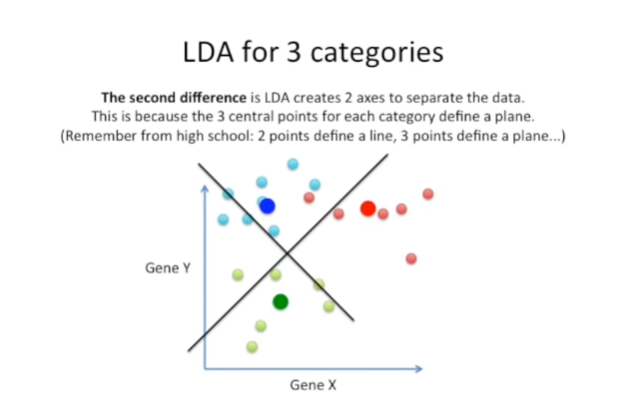 LDA for 3 categories
The second difference is LDA creates 2 axes to separate the data.
This is because the 3 central points for each category define a plane.
(Remember from high school: 2 points define a line, 3 points define a plane...)
Gene Y
Gene X